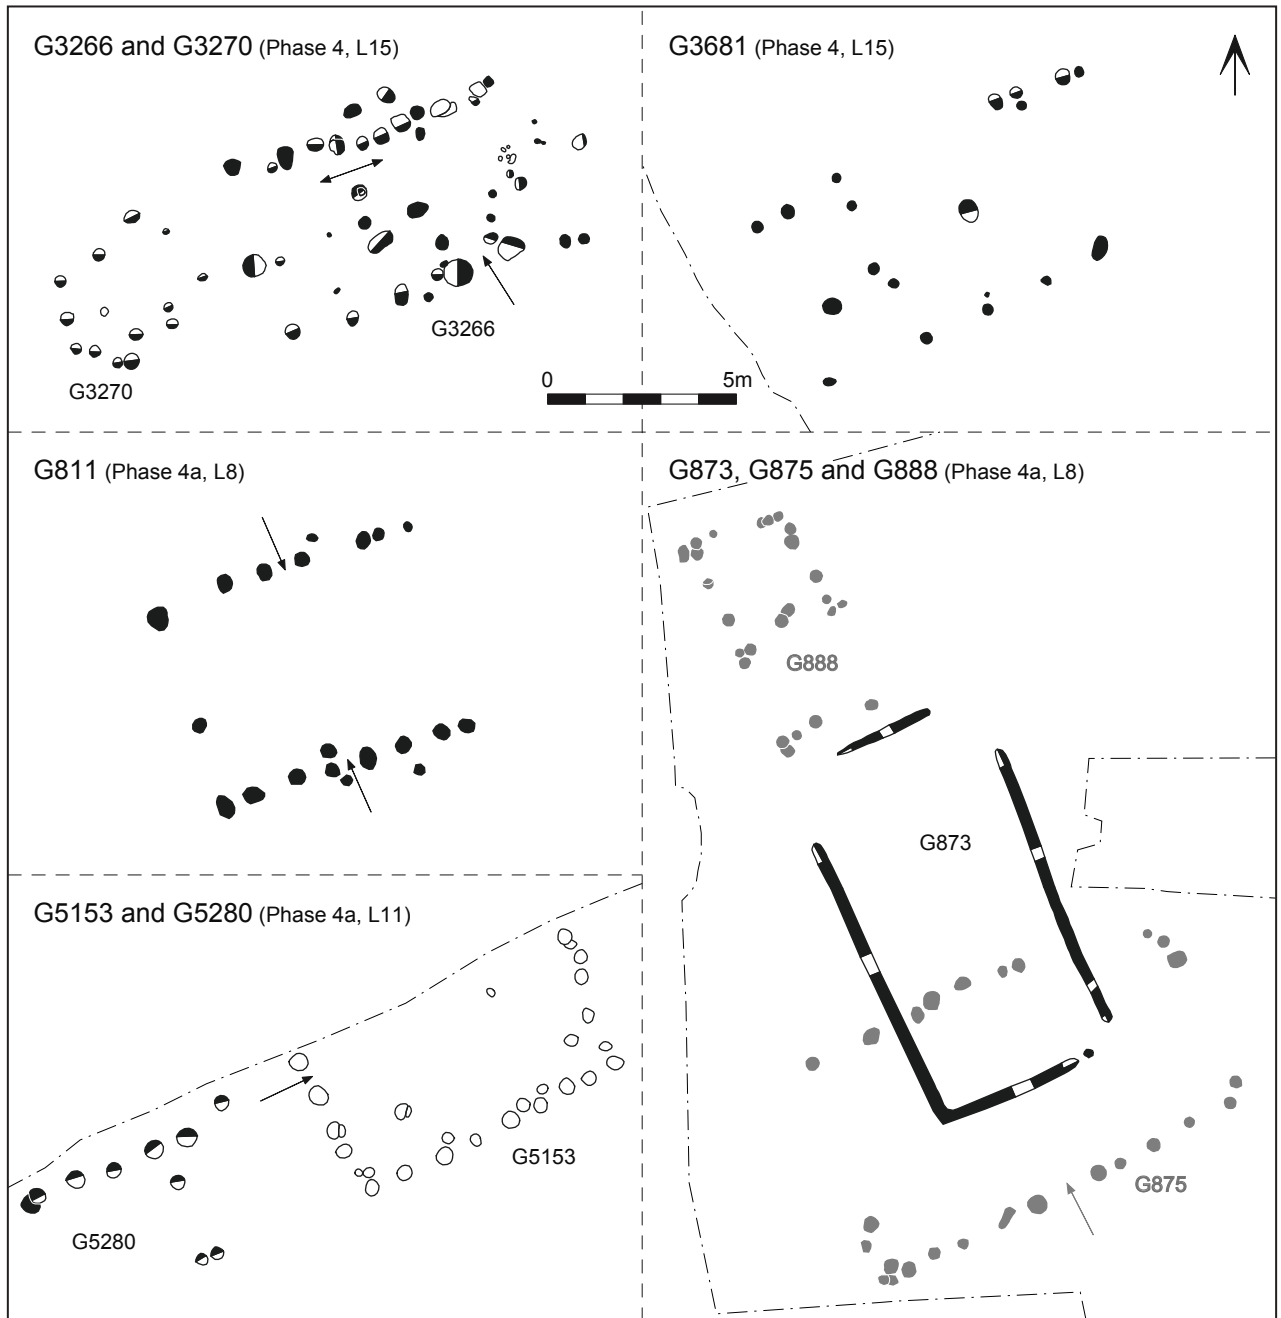 G3266 and G3270 (Phase 4, L15)
G3681 (Phase 4, L15)
G3266
G3270
0 5m
G811 (Phase 4a, L8)
G873, G875 and G888 (Phase 4a, L8)
G888
G873
G875
G5153 and G5280 (Phase 4a, L11)
G5153
G5280